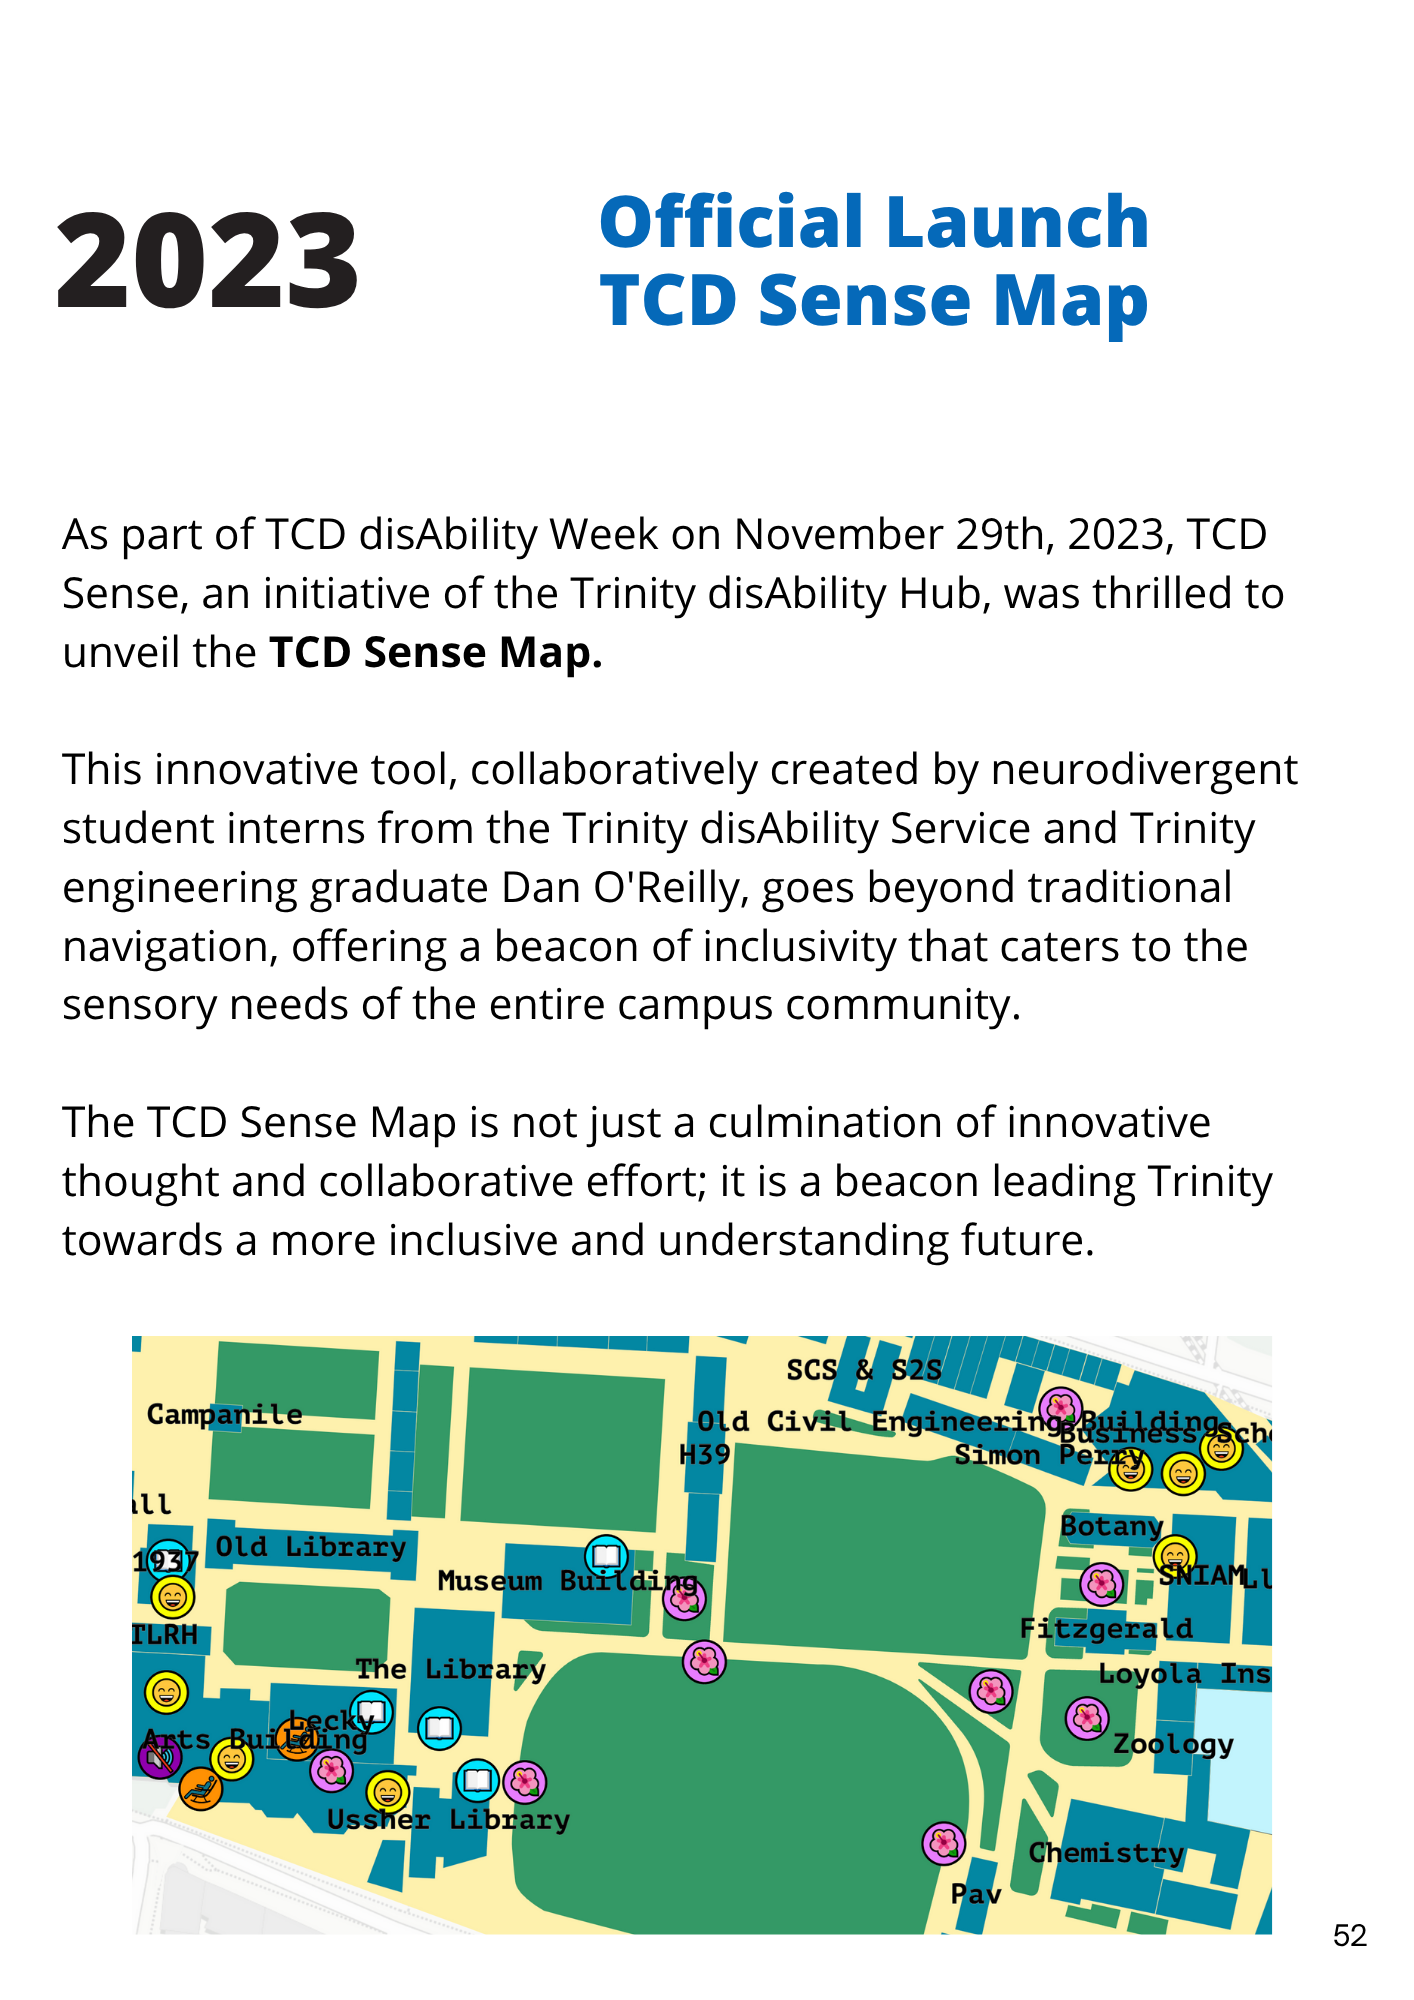 2023
Official Launch
TCD Sense Map
As part of TCD disAbility Week on November 29th, 2023, TCD
Sense, an initiative of the Trinity disAbility Hub, was thrilled to
unveil the TCD Sense Map.
This innovative tool, collaboratively created by neurodivergent
student interns from the Trinity disAbility Service and Trinity
engineering graduate Dan O'Reilly, goes beyond traditional
navigation, offering a beacon of inclusivity that caters to the
sensory needs of the entire campus community.
The TCD Sense Map is not just a culmination of innovative
thought and collaborative effort; it is a beacon leading Trinity
towards a more inclusive and understanding future.
SCS & S2S
Campanile
Old Civil Engineering Building
Business Scho
H39
Simon Perry
all
Botany
Old Library
1937
Museum Building
SNIAM
Ll
Fitzgerald
TLRH
The Library
Loyola Ins
Lecky
Arts Building
Zoology
Ussher Library
Chemistry
Pav
52